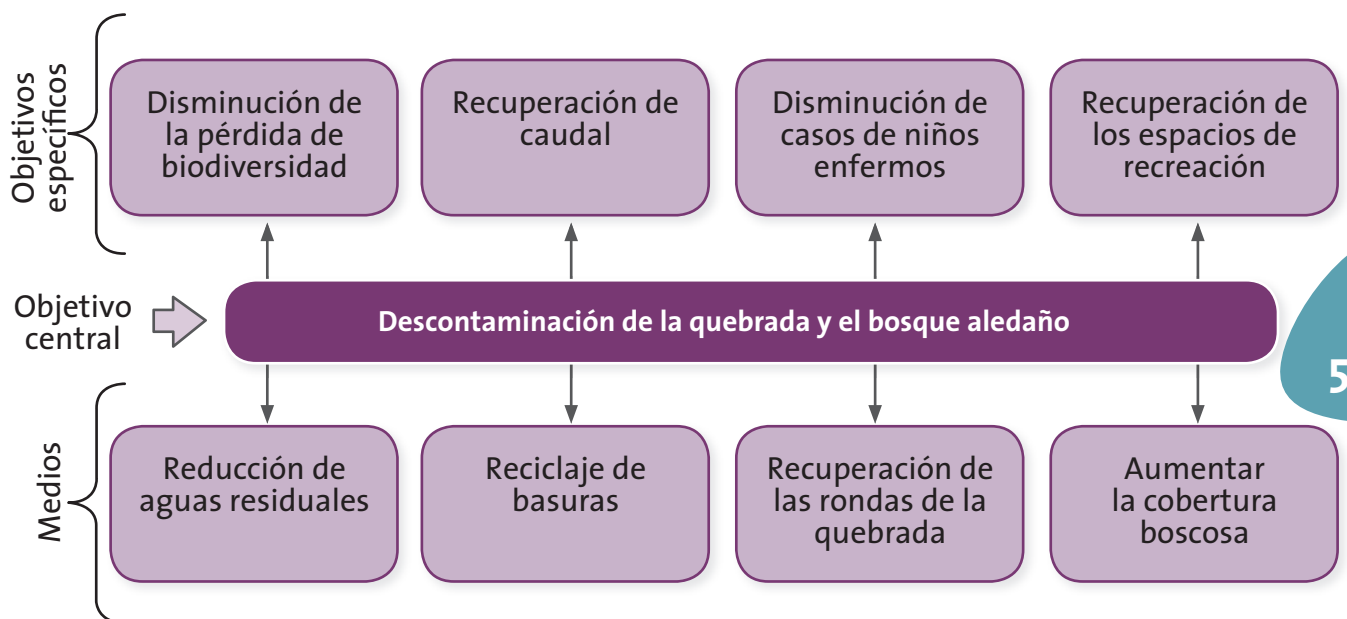 Objetivos
específicos
Disminución de
la pérdida de
biodiversidad
Recuperación de
caudal
Disminución de
casos de niños
enfermos
Recuperación de
los espacios de
recreación
Objetivo
central
Descontaminación de la quebrada y el bosque aledaño
5
Medios
Reducción de
aguas residuales
Reciclaje de
basuras
Recuperación de
las rondas de la
quebrada
Aumentar
la cobertura
boscosa